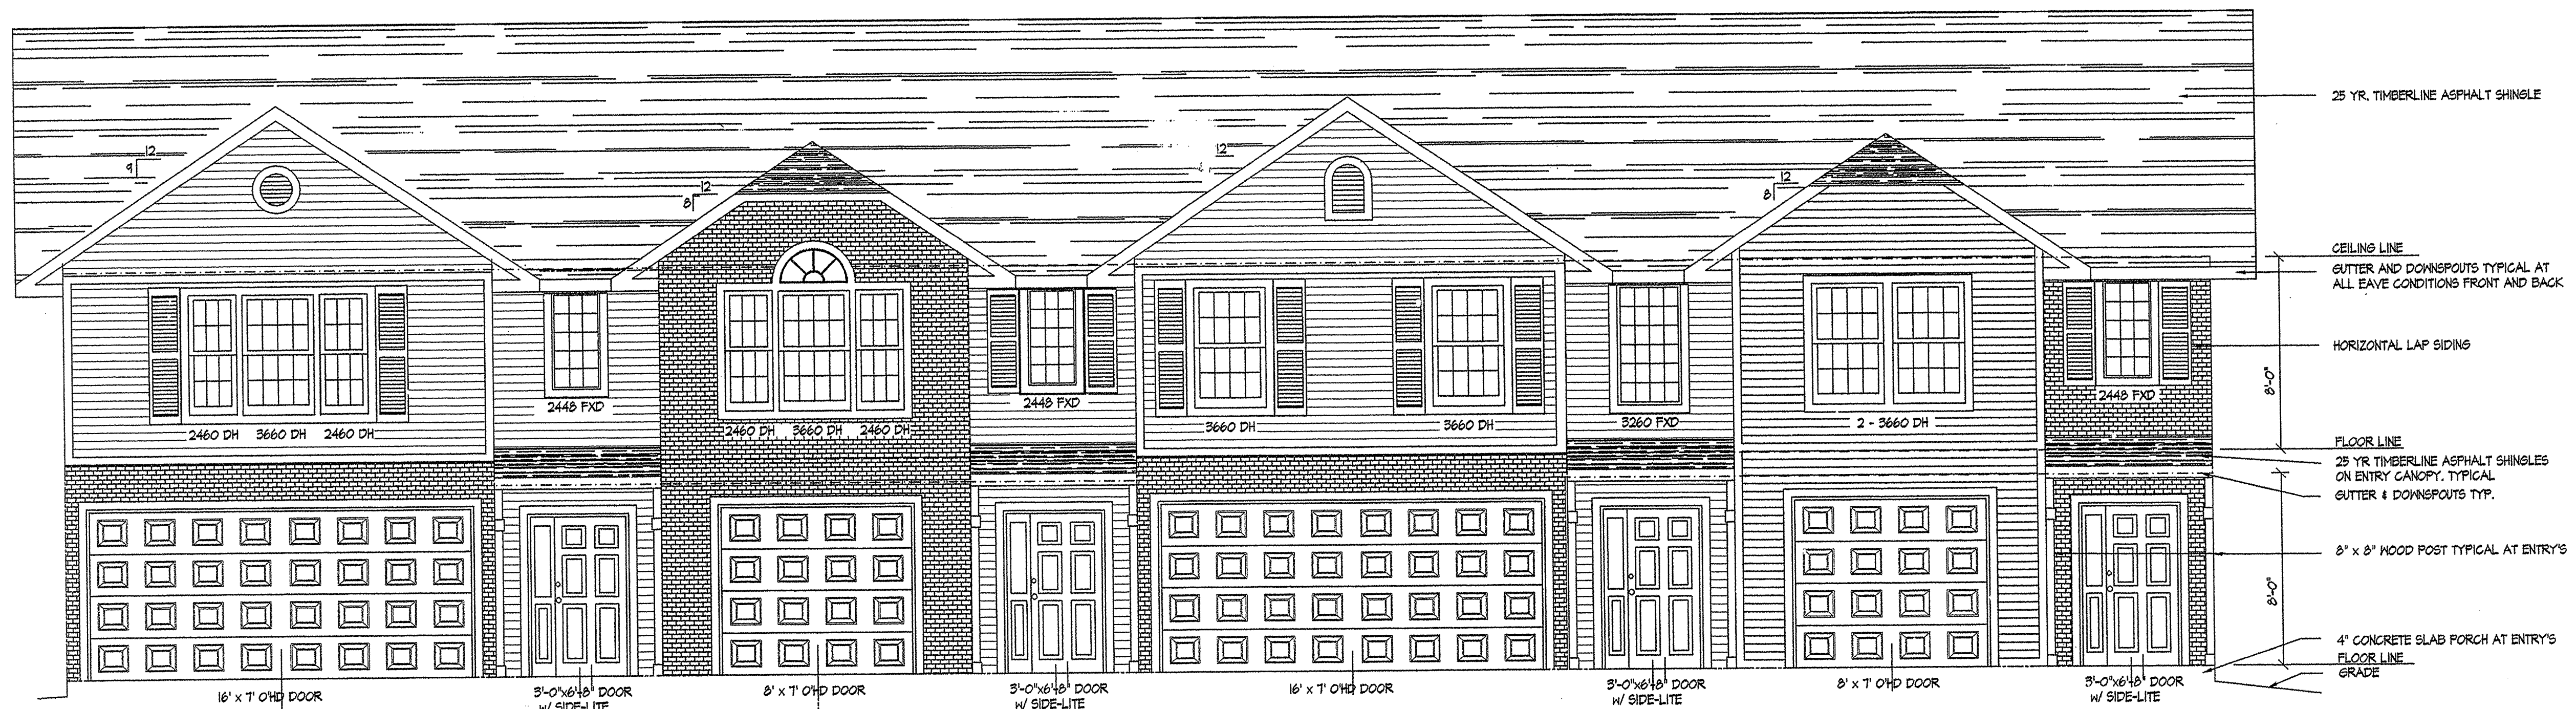 25 YR. TIMBERLINE ASPHALT SHINGLE
12
9
12
8
12
12
8
CEILING LINE
GUTTER AND DOWNSPOUTS TYPICAL AT
ALL EAVE CONDITIONS FRONT AND BACK
HORIZONTAL LAP SIDING
8'-0"
2460 DH 3660 DH 2460 DH
2448 FXD
2460 DH 3660 DH 2460 DH
2448 FXD
3660 DH
3660 DH
3260 FXD
2 - 3660 DH
2448 FXD
FLOOR LINE
25 YR TIMBERLINE ASPHALT SHINGLES
ON ENTRY CANOPY. TYPICAL
GUTTER & DOWNSPOUTS TYP.
8" x 8" WOOD POST TYPICAL AT ENTRY'S
8'-0"
4" CONCRETE SLAB PORCH AT ENTRY'S
FLOOR LINE
GRADE
16' x 7' O'HD DOOR
3'-0"x6'-8" DOOR
W/ SIDE-LITE
8' x 7' O'HD DOOR
3'-0"x6'-8" DOOR
W/ SIDE-LITE
16' x 7' O'HD DOOR
3'-0"x6'-8" DOOR
W/ SIDE-LITE
8' x 7' O'HD DOOR
3'-0"x6'-8" DOOR
W/ SIDE-LITE